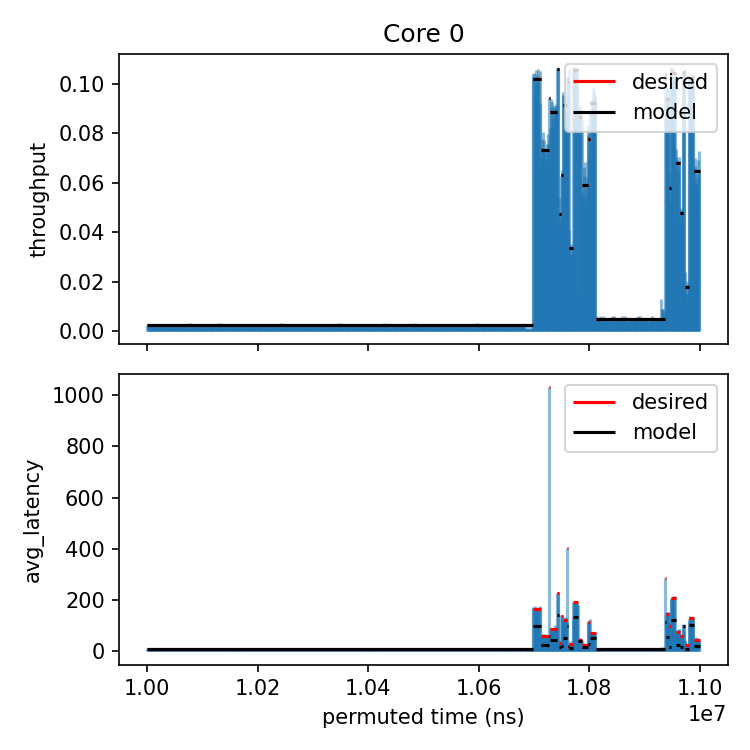 Core 0
throughput
0.10
0.08
0.06
0.04
0.02
0.00
desired
model
avg_latency
1000
800
600
400
200
0
desired
model
1.00 1.02 1.04 1.06 1.08 1.10
1e7
permuted time (ns)